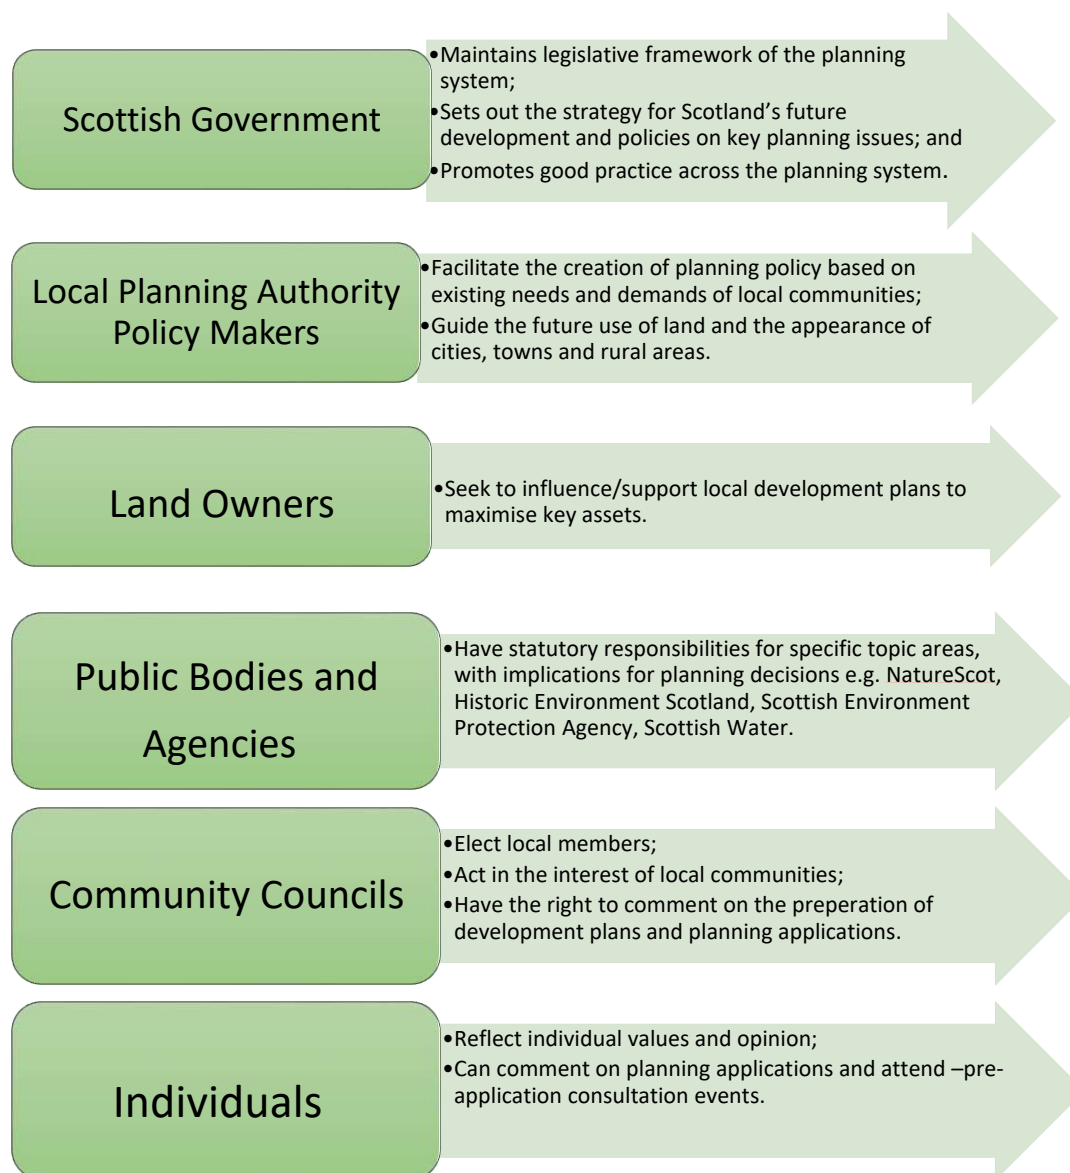 Scottish Government
•Maintains legislative framework of the planning
system;
•Sets out the strategy for Scotland’s future
development and policies on key planning issues; and
•Promotes good practice across the planning system.
Local Planning Authority
Policy Makers
•Facilitate the creation of planning policy based on
existing needs and demands of local communities;
•Guide the future use of land and the appearance of
cities, towns and rural areas.
Land Owners
•Seek to influence/support local development plans to
maximise key assets.
Public Bodies and
Agencies
•Have statutory responsibilities for specific topic areas,
with implications for planning decisions e.g. NatureScot,
Historic Environment Scotland, Scottish Environment
Protection Agency, Scottish Water.
Community Councils
•Elect local members;
•Act in the interest of local communities;
•Have the right to comment on the preperation of
development plans and planning applications.
Individuals
•Reflect individual values and opinion;
•Can comment on planning applications and attend –pre-
application consultation events.